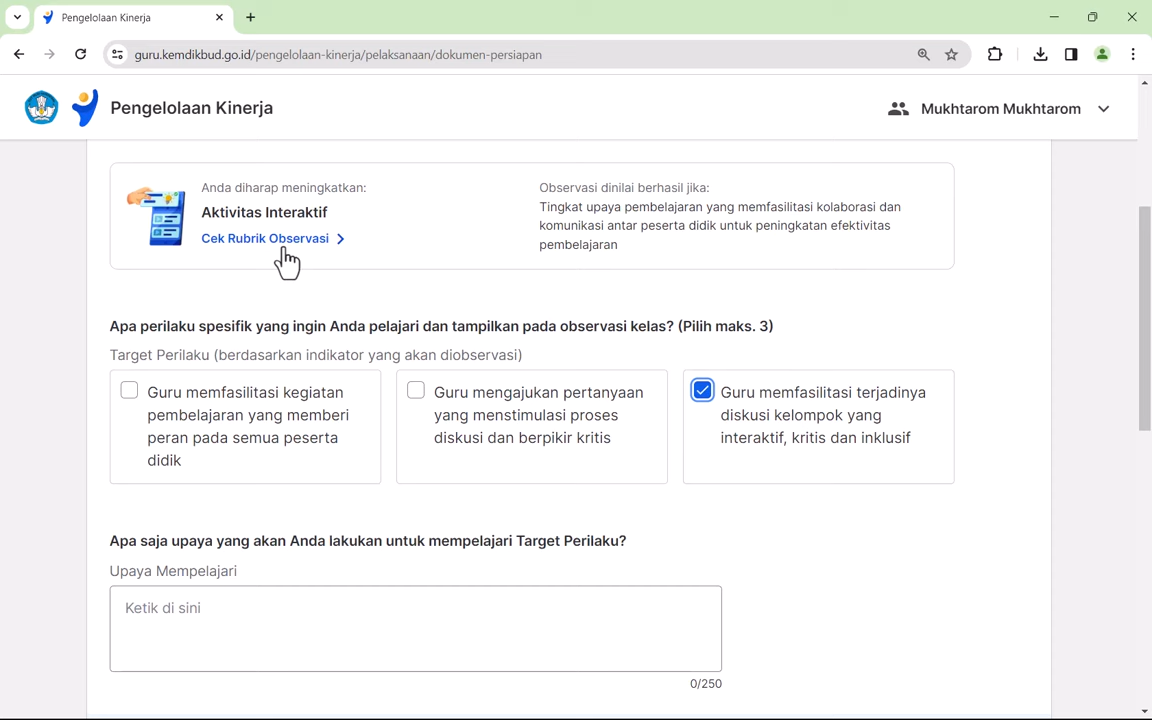 Pengelolaan Kinerja
guru.kemdikbud.go.id/pengelolaan-kinerja/pelaksanaan/dokumen-persiapan
Pengelolaan Kinerja
Mukhtarom Mukhtarom
Anda diharap meningkatkan:
Aktivitas Interaktif
Cek Rubrik Observasi
Observasi dinilai berhasil jika:
Tingkat upaya pembelajaran yang memfasilitasi kolaborasi dan
komunikasi antar peserta didik untuk peningkatan efektivitas
pembelajaran
Apa perilaku spesifik yang ingin Anda pelajari dan tampilkan pada observasi kelas? (Pilih maks. 3)
Target Perilaku (berdasarkan indikator yang akan diobservasi)
Guru memfasilitasi kegiatan
pembelajaran yang memberi
peran pada semua peserta
didik
Guru mengajukan pertanyaan
yang menstimulasi proses
diskusi dan berpikir kritis
Guru memfasilitasi terjadinya
diskusi kelompok yang
interaktif, kritis dan inklusif
Apa saja upaya yang akan Anda lakukan untuk mempelajari Target Perilaku?
Upaya Mempelajari
Ketik di sini
0/250